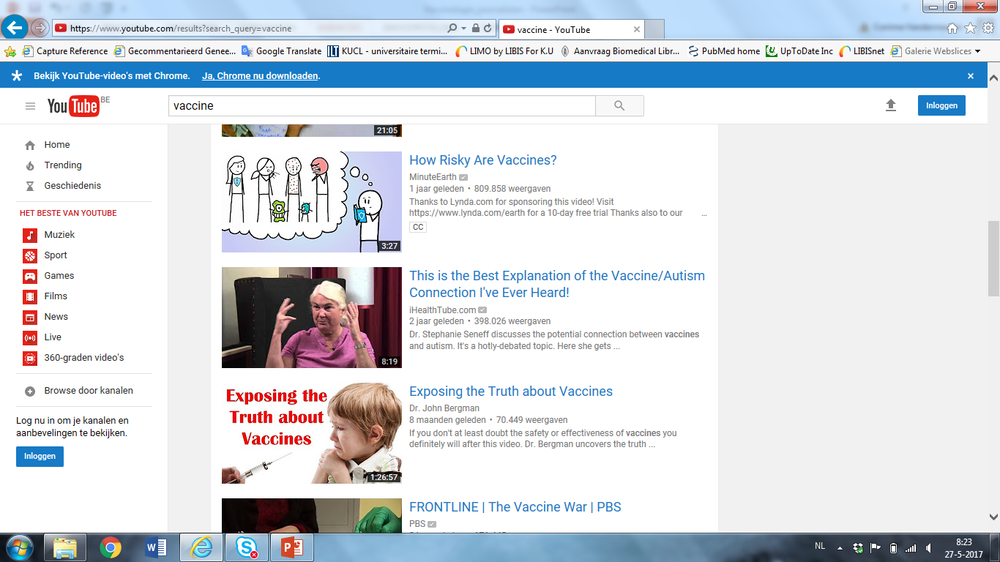 https://www.youtube.com/results?search_query=vaccine
vaccine - YouTube
Capture Reference
Gecommentarieerd Genee...
Google Translate
KUCL - universitaire termi...
LIMO by LIBIS For K.U
Aanvraag Biomedical Libr...
PubMed home
UpToDate Inc
LIBISnet
Galerie Webslices
Bekijk YouTube-video's met Chrome. Ja, Chrome nu downloaden.
YouTube BE
vaccine
Inloggen
Home
Trending
Geschiedenis
HET BESTE VAN YOUTUBE
Muziek
Sport
Games
Films
News
Live
360-graden video's
Browse door kanalen
Log nu in om je kanalen en
aanbevelingen te bekijken.
Inloggen
21:05
3:27
How Risky Are Vaccines?
MinuteEarth
1 jaar geleden • 809.858 weergaven
Thanks to Lynda.com for sponsoring this video! Visit
https://www.lynda.com/earth for a 10-day free trial Thanks also to our ...
CC
8:19
This is the Best Explanation of the Vaccine/Autism
Connection I've Ever Heard!
iHealthTube.com
2 jaar geleden • 398.026 weergaven
Dr. Stephanie Seneff discusses the potential connection between vaccines
and autism. It's a hotly-debated topic. Here she gets ...
Exposing the
Truth about
Vaccines
1:26:57
Exposing the Truth about Vaccines
Dr. John Bergman
8 maanden geleden • 70.449 weergaven
If you don't at least doubt the safety or effectiveness of vaccines you
definitely will after this video. Dr. Bergman uncovers the truth ...
FRONTLINE | The Vaccine War | PBS
PBS
NL
8:23
27-5-2017